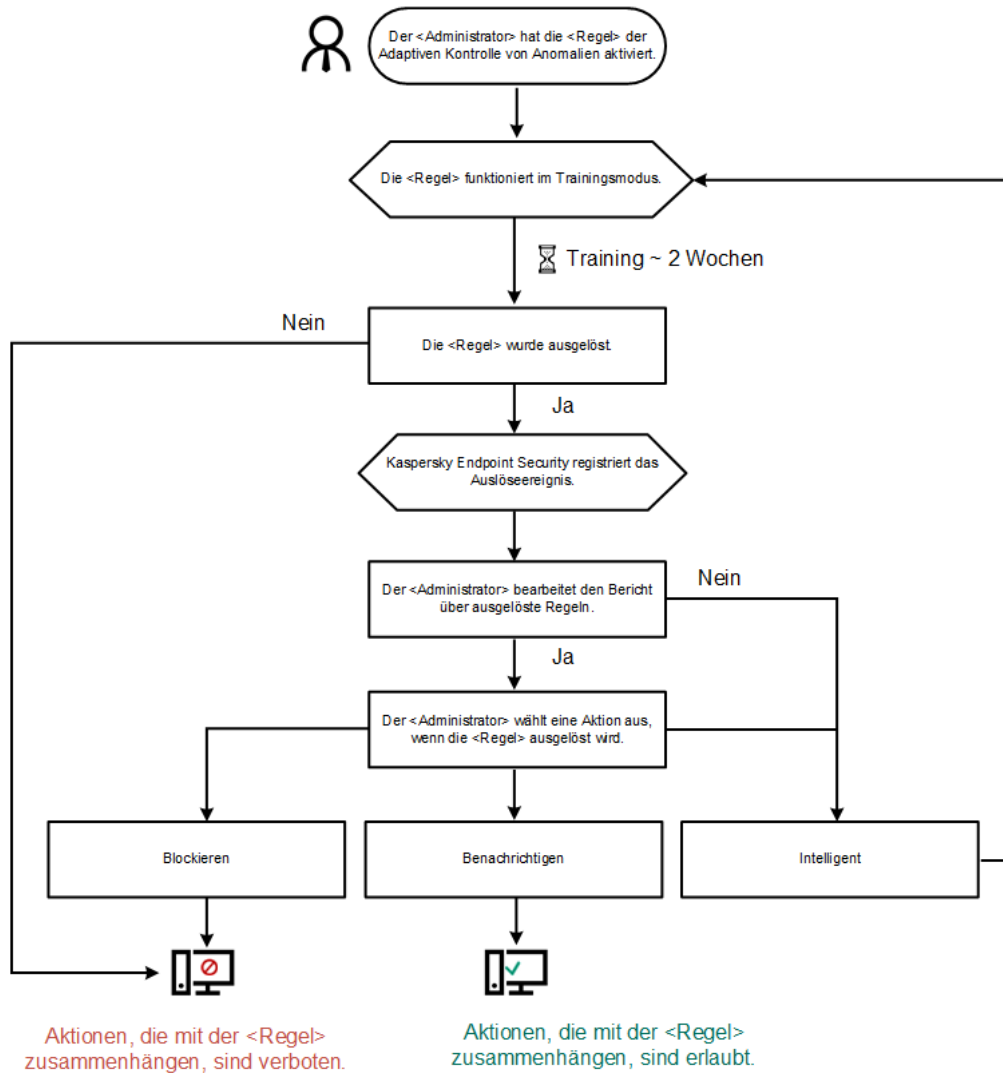 Der <Administrator> hat die <Regel> der
Adaptiven Kontrolle von Anomalien aktiviert.
Die <Regel> funktioniert im Trainingsmodus.
Training ~ 2 Wochen
Nein
Die <Regel> wurde ausgelöst.
Ja
Kaspersky Endpoint Security registriert das
Auslöseereignis.
Der <Administrator> bearbeitet den Bericht
über ausgelöste Regeln.
Nein
Ja
Der <Administrator> wählt eine Aktion aus,
wenn die <Regel> ausgelöst wird.
Blockieren
Benachrichtigen
Intelligent
Aktionen, die mit der <Regel>
zusammenhängen, sind verboten.
Aktionen, die mit der <Regel>
zusammenhängen, sind erlaubt.